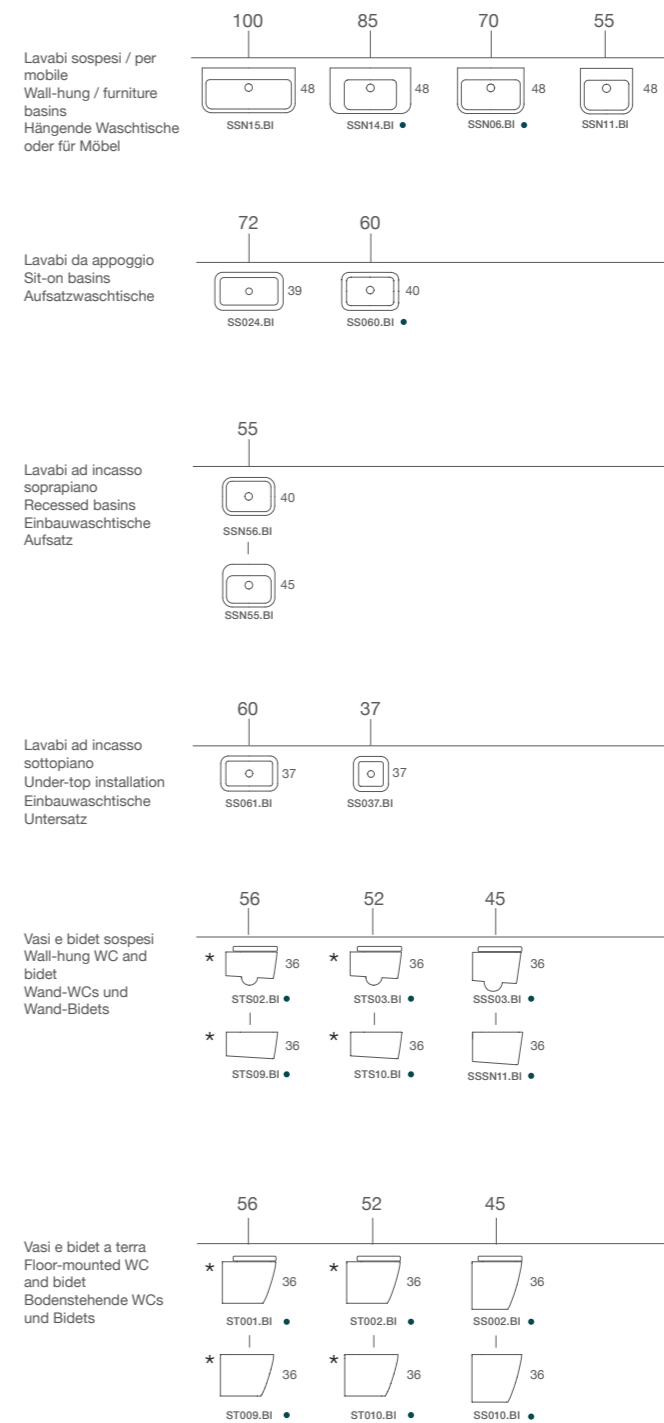 100 85 70 55
Lavabi sospesi / per
mobile
Wall-hung / furniture
basins
Hängende Waschtische
oder für Möbel
48 48 48 48
SSN15.BI SSN14.BI ● SSN06.BI ● SSN11.BI
72 60
Lavabi da appoggio
Sit-on basins
Aufsatzwaschtische
39 40
SS024.BI SS060.BI ●
55
Lavabi ad incasso
soprapiano
Recessed basins
Einbauwaschtische
Aufsatz
40
SSN56.BI
45
SSN55.BI
60 37
Lavabi ad incasso
sottopiano
Under-top installation
Einbauwaschtische
Untersatz
37 37
SS061.BI SS037.BI
56 52 45
Vasi e bidet sospesi
Wall-hung WC and
bidet
Wand-WCs und
Wand-Bidets
* 36 * 36 36
STS02.BI ● STS03.BI ● SSS03.BI ●
* 36 * 36 36
STS09.BI ● STS10.BI ● SSSN11.BI ●
56 52 45
Vasi e bidet a terra
Floor-mounted WC
and bidet
Bodenstehende WCs
und Bidets
* 36 * 36 36
ST001.BI ● ST002.BI ● SS002.BI ●
* 36 * 36 36
ST009.BI ● ST010.BI ● SS010.BI ●